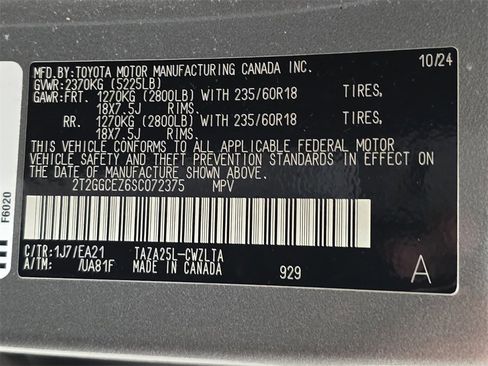 MFD.BY:TOYOTA MOTOR MANUFACTURING CANADA INC. 10/24
GVWR:2370KG (5225LB)
GAWR:FRT. 1270KG (2800LB) WITH 235/60R18 TIRES,
18X7.5J RIMS.
RR. 1270KG (2800LB) WITH 235/60R18 TIRES,
18X7.5J RIMS.
THIS VEHICLE CONFORMS TO ALL APPLICABLE FEDERAL MOTOR
VEHICLE SAFETY AND THEFT PREVENTION STANDARDS IN EFFECT
ON THE DATE OF MANUFACTURE SHOWN ABOVE.
2T2GGCEZ6SC072375 MPV
C/TR:1J7/EA21 TAZA25L-CWZLTA
A/TM: /UA81F MADE IN CANADA 929 A
F6020